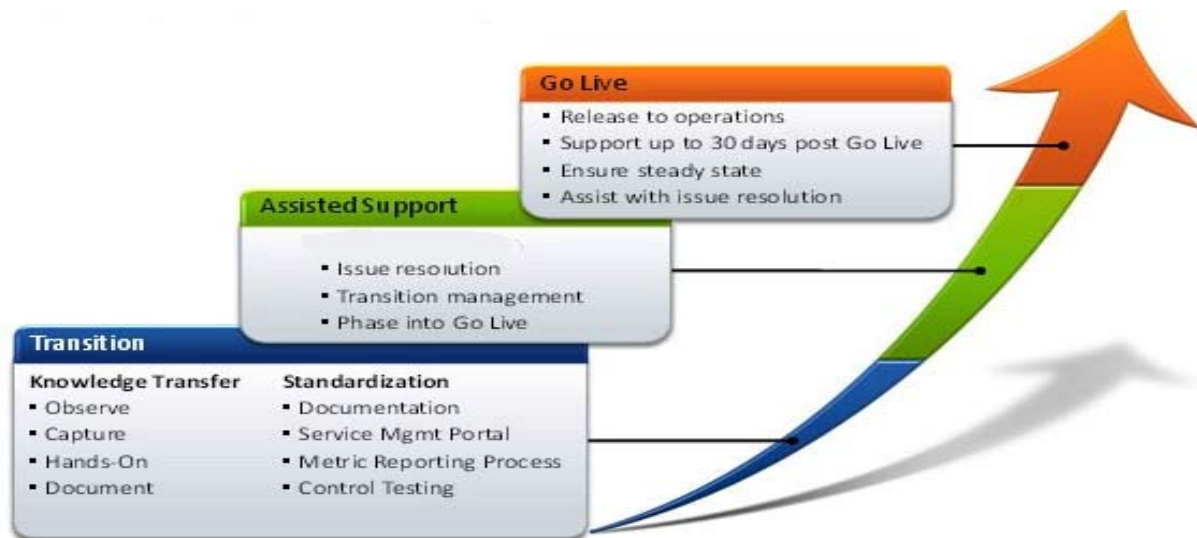 Go Live
▪ Release to operations
▪ Support up to 30 days post Go Live
▪ Ensure steady state
▪ Assist with issue resolution
Assisted Support
▪ Issue resolution
▪ Transition management
▪ Phase into Go Live
Transition
Knowledge Transfer
▪ Observe
▪ Capture
▪ Hands-On
▪ Document
Standardization
▪ Documentation
▪ Service Mgmt Portal
▪ Metric Reporting Process
▪ Control Testing